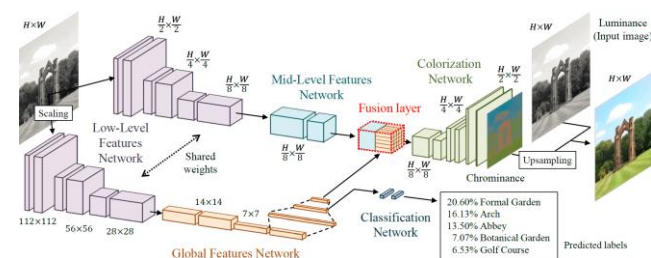 H×W
Scaling
Low-Level
Features
Network
112×112
56×56
28×28
H/2 × W/2
H/4 × W/4
H/8 × W/8
Shared
weights
14×14
7×7
Global Features Network
Mid-Level Features
Network
H/8 × W/8
Fusion layer
Classification
Network
Colorization
Network
H/8 × W/8
H/4 × W/4
H/2 × W/2
Chrominance
H×W
Luminance
(Input image)
H×W
Upsampling
20.60% Formal Garden
16.13% Arch
13.50% Abbey
7.07% Botanical Garden
6.53% Golf Course
Predicted labels